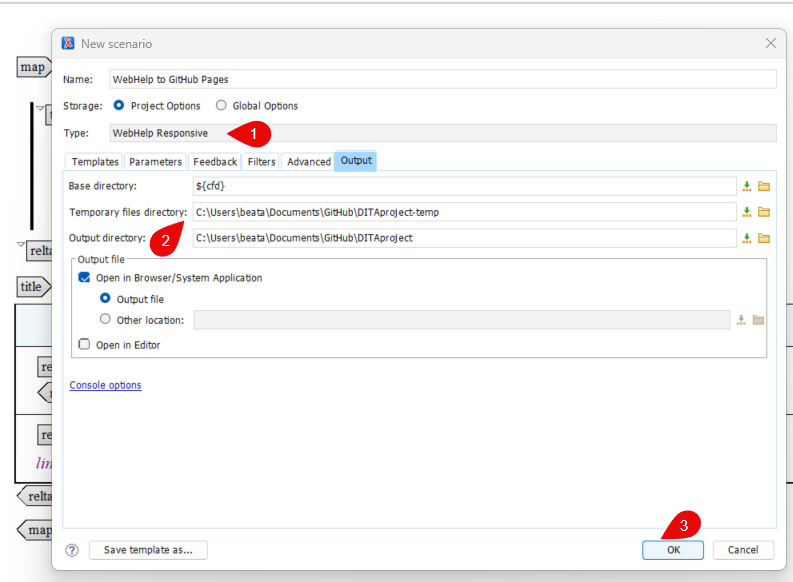 New scenario
map
Name: WebHelp to GitHub Pages
Storage: Project Options Global Options
Type: WebHelp Responsive 1
Templates Parameters Feedback Filters Advanced Output
Base directory: ${cfd}
Temporary files directory: C:\Users\beata\Documents\GitHub\DITAproject-temp
2
Output directory: C:\Users\beata\Documents\GitHub\DITAproject
relta
Output file
Open in Browser/System Application
title
Output file
Other location:
Open in Editor
re
Console options
re
lin
relta
3
map
? Save template as... OK Cancel